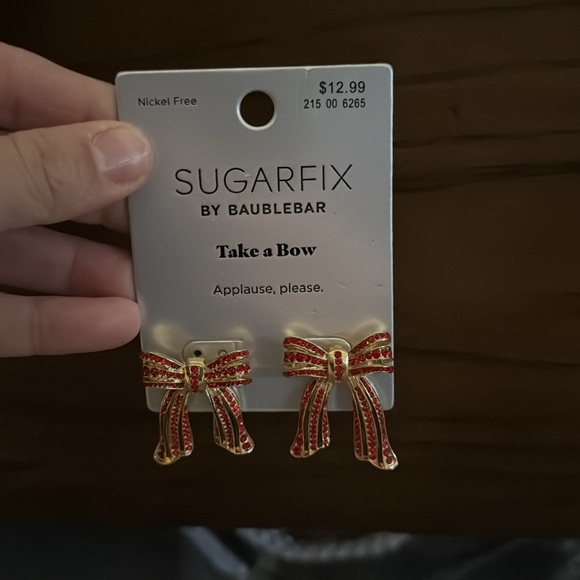 Nickel Free
$12.99
215 00 6265
SUGARFIX
BY BAUBLEBAR
Take a Bow
Applause, please.